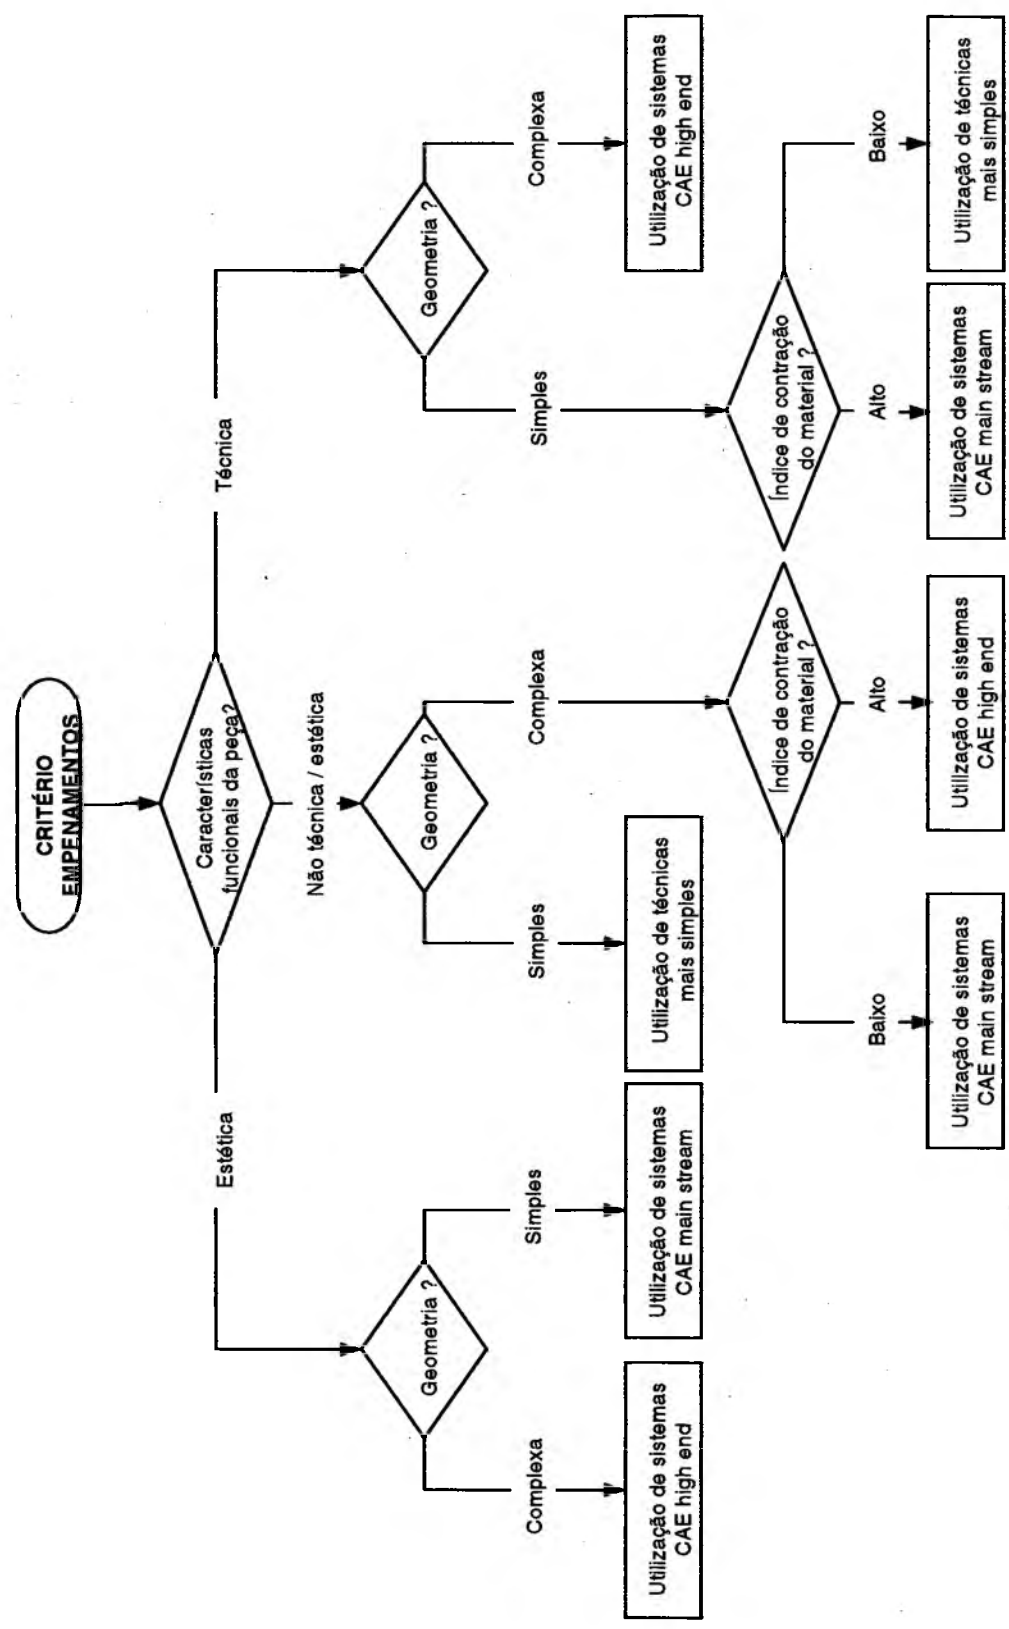 CRITÉRIO
EMPENAMENTOS
Características
funcionais da peça?
Estética
Não técnica / estética
Técnica
Geometria ?
Geometria ?
Geometria ?
Complexa
Simples
Simples
Complexa
Simples
Complexa
Utilização de sistemas
CAE high end
Utilização de sistemas
CAE main stream
Utilização de técnicas
mais simples
Utilização de sistemas
CAE high end
Índice de contração
do material ?
Índice de contração
do material ?
Baixo
Alto
Alto
Baixo
Utilização de sistemas
CAE main stream
Utilização de sistemas
CAE high end
Utilização de sistemas
CAE main stream
Utilização de técnicas
mais simples